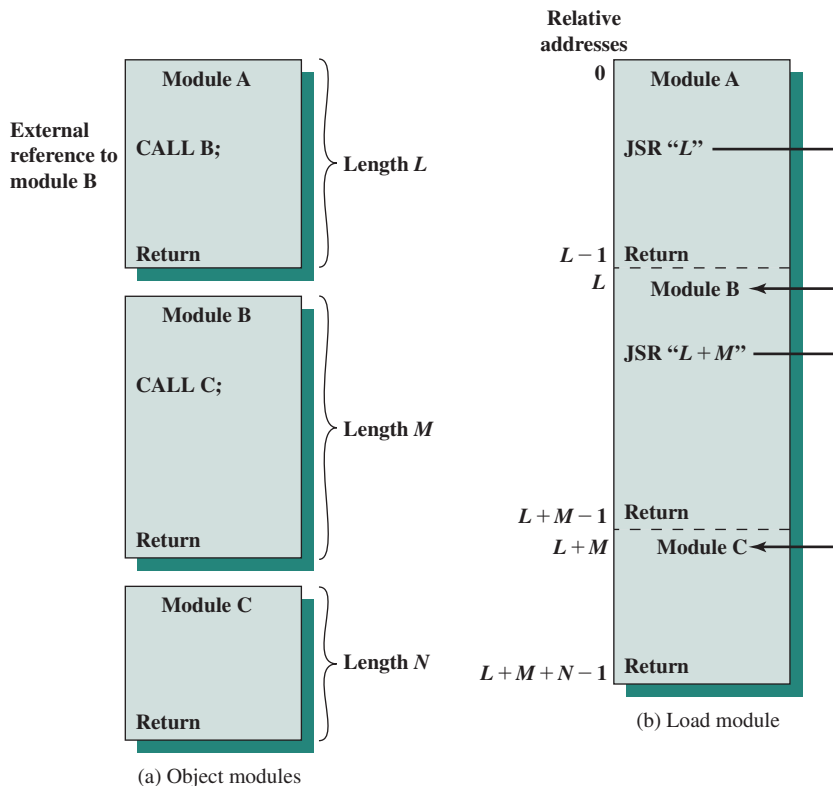 Module A
External
reference to
module B
CALL B;
Length L
Return
Module B
CALL C;
Length M
Return
Module C
Length N
Return
(a) Object modules
Relative
addresses
0
Module A
JSR “L”
L − 1
Return
L
Module B
JSR “L + M”
L + M − 1
Return
L + M
Module C
L + M + N − 1
Return
(b) Load module